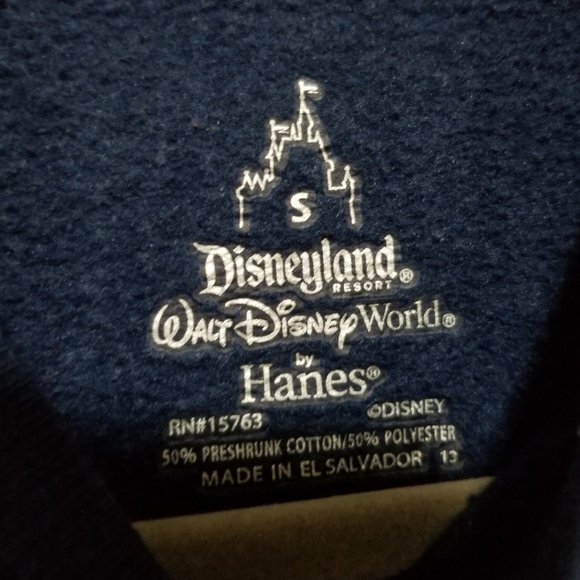 S
Disneyland®
RESORT
WALT DISNEY World®
by
Hanes®
RN#15763 ©DISNEY
50% PRESHRUNK COTTON/50% POLYESTER
MADE IN EL SALVADOR 13